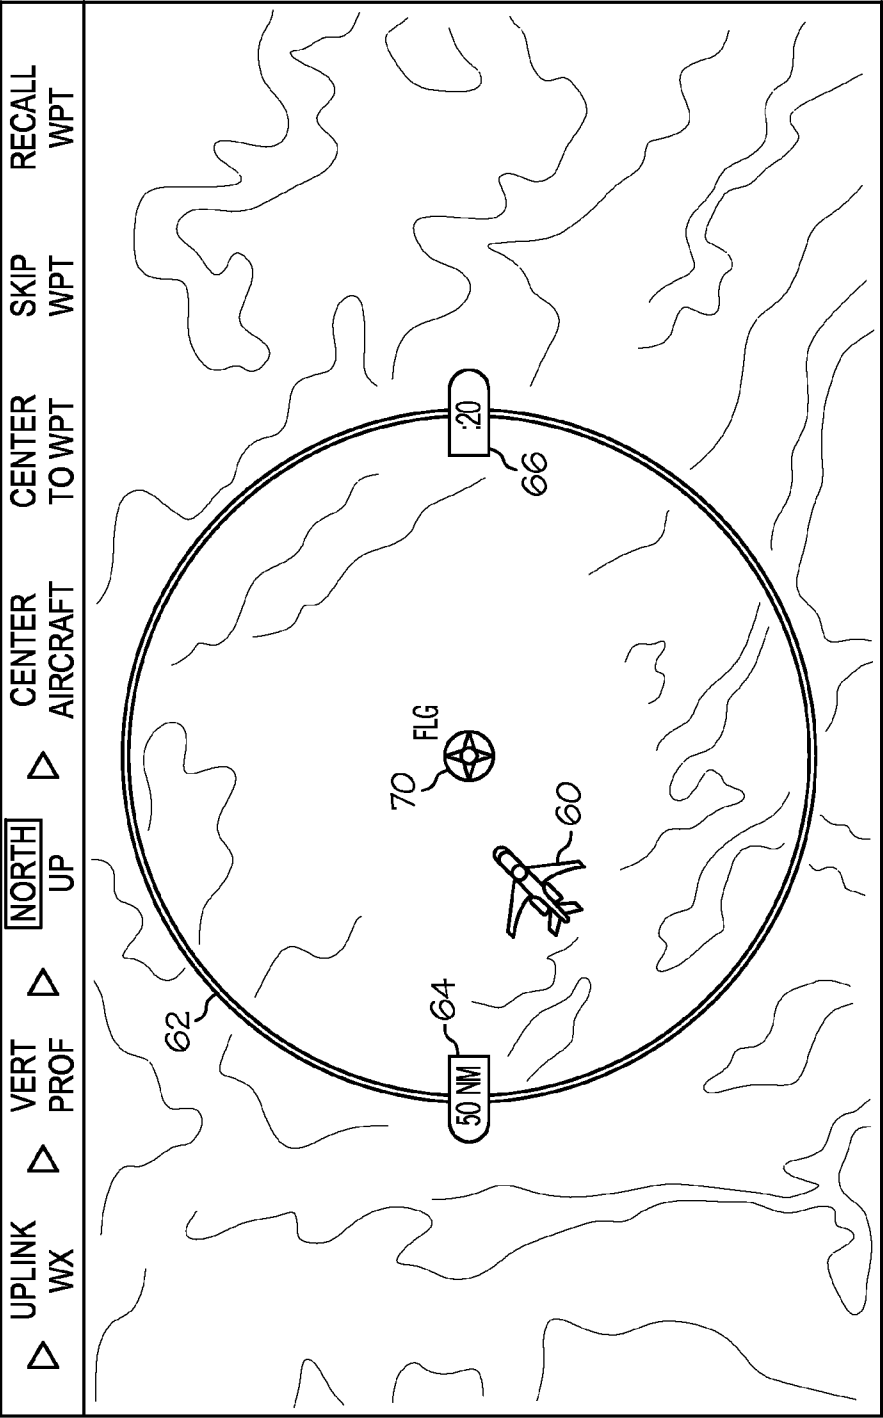 UPLINK
WX
VERT
PROF
NORTH
UP
CENTER
AIRCRAFT
CENTER
TO WPT
SKIP
WPT
RECALL
WPT
62
64
50 NM
70
FLG
60
:20
66